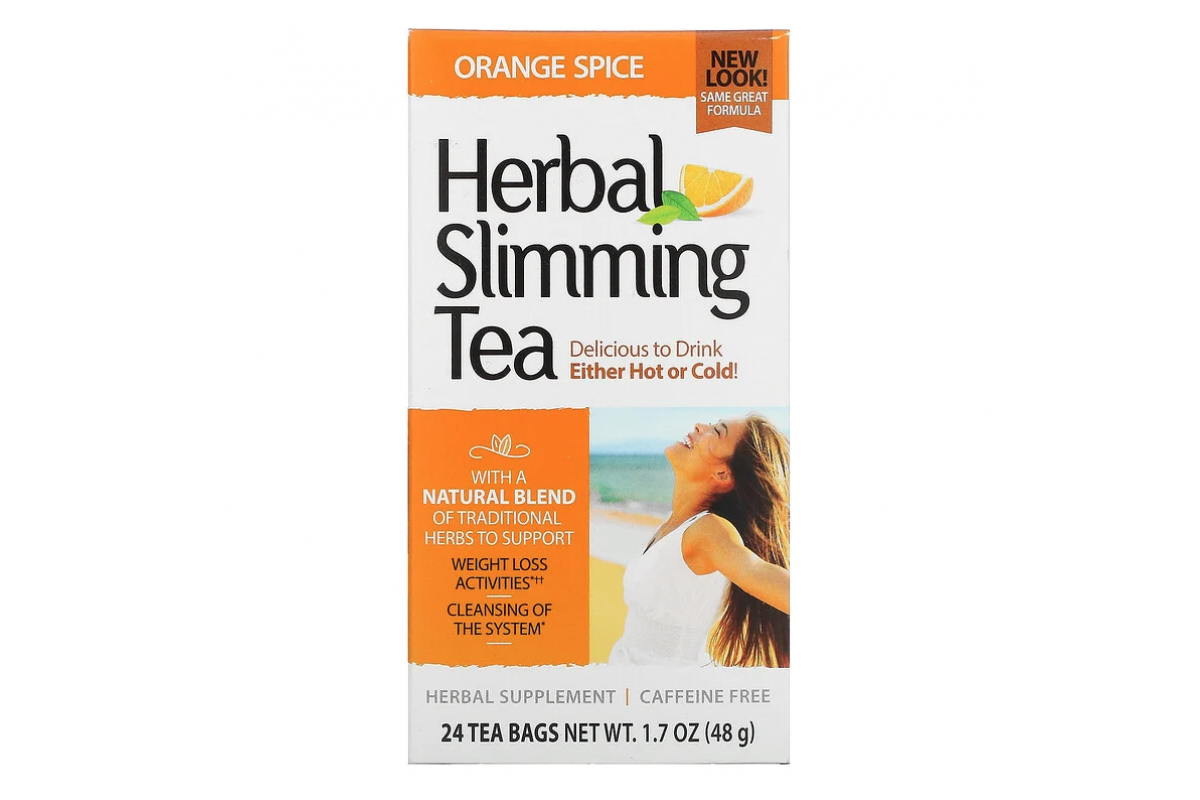 ORANGE SPICE
NEW
LOOK!
SAME GREAT
FORMULA
Herbal
Slimming
Tea
Delicious to Drink
Either Hot or Cold!
WITH A
NATURAL BLEND
OF TRADITIONAL
HERBS TO SUPPORT
WEIGHT LOSS
ACTIVITIES*††
CLEANSING OF
THE SYSTEM*
HERBAL SUPPLEMENT | CAFFEINE FREE
24 TEA BAGS NET WT. 1.7 OZ (48 g)